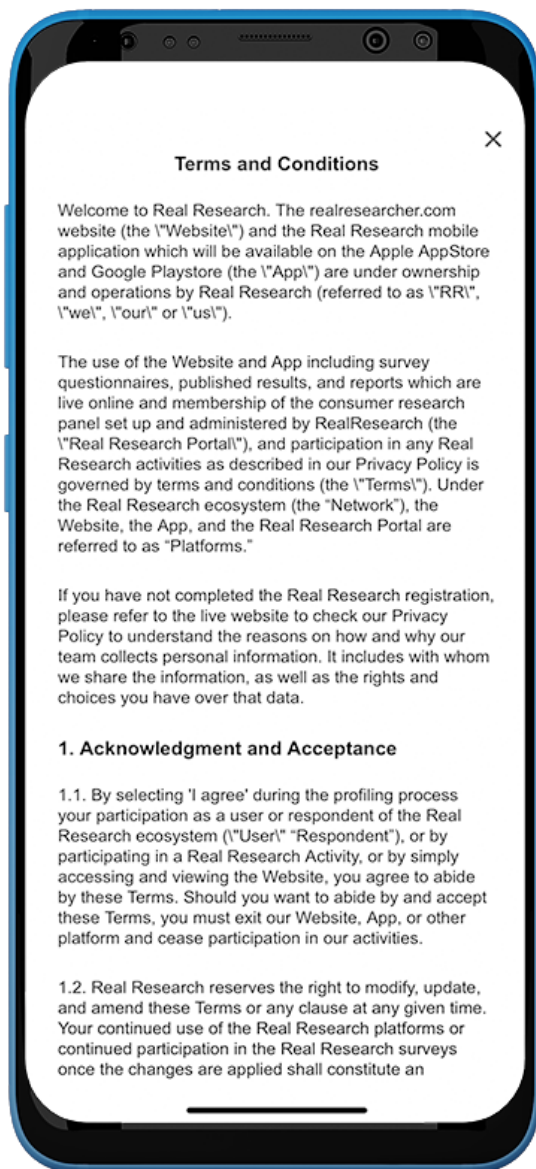 Terms and Conditions
Welcome to Real Research. The realresearcher.com
website (the \"Website\") and the Real Research mobile
application which will be available on the Apple AppStore
and Google Playstore (the \"App\") are under ownership
and operations by Real Research (referred to as \"RR\",
\"we\", \"our\" or \"us\").
The use of the Website and App including survey
questionnaires, published results, and reports which are
live online and membership of the consumer research
panel set up and administered by RealResearch (the
\"Real Research Portal\"), and participation in any Real
Research activities as described in our Privacy Policy is
governed by terms and conditions (the \"Terms\"). Under
the Real Research ecosystem (the “Network”), the
Website, the App, and the Real Research Portal are
referred to as “Platforms.”
If you have not completed the Real Research registration,
please refer to the live website to check our Privacy
Policy to understand the reasons on how and why our
team collects personal information. It includes with whom
we share the information, as well as the rights and
choices you have over that data.
1. Acknowledgment and Acceptance
1.1. By selecting 'I agree' during the profiling process
your participation as a user or respondent of the Real
Research ecosystem (\"User\" “Respondent”), or by
participating in a Real Research Activity, or by simply
accessing and viewing the Website, you agree to abide
by these Terms. Should you want to abide by and accept
these Terms, you must exit our Website, App, or other
platform and cease participation in our activities.
1.2. Real Research reserves the right to modify, update,
and amend these Terms or any clause at any given time.
Your continued use of the Real Research platforms or
continued participation in the Real Research surveys
once the changes are applied shall constitute an